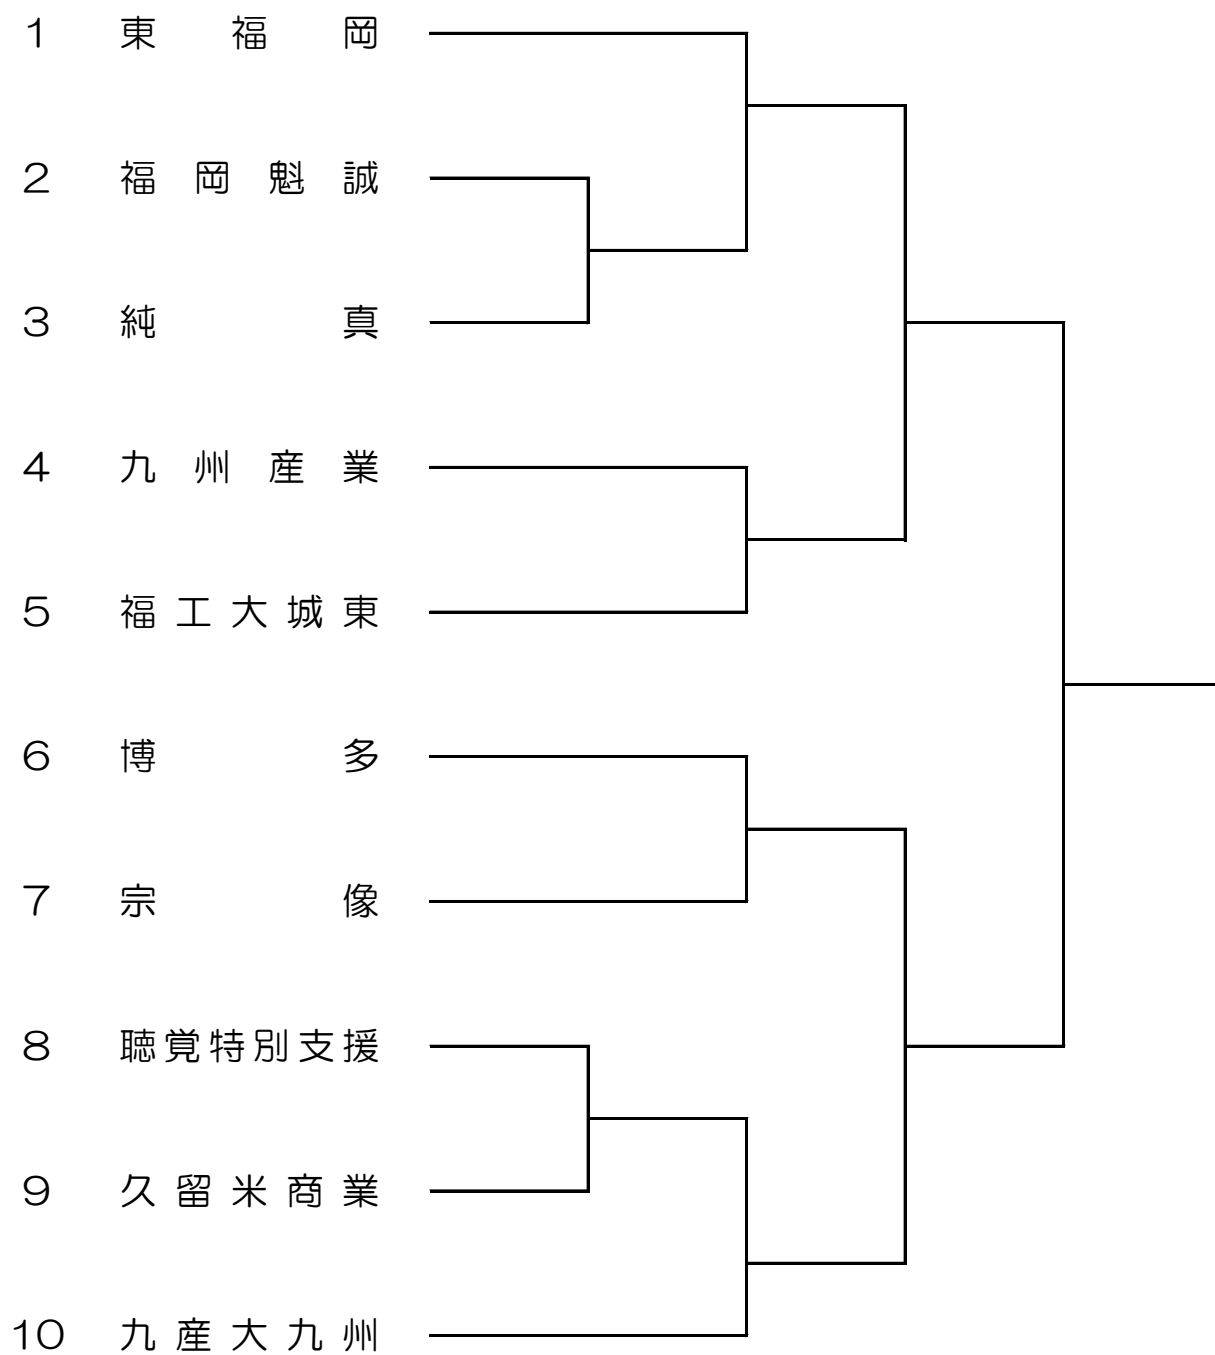 1 東福岡
2 福岡魁誠
3 純真
4 九州産業
5 福工大城東
6 博多
7 宗像
8 聴覚特別支援
9 久留米商業
10 九産大九州